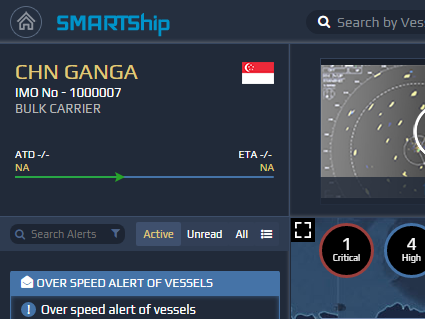 SMARTShip
Search by Vess
CHN GANGA
IMO No - 1000007
BULK CARRIER
ATD -/-
ETA -/-
NA
NA
Search Alerts
Active
Unread
All
1
Critical
4
High
OVER SPEED ALERT OF VESSELS
Over speed alert of vessels